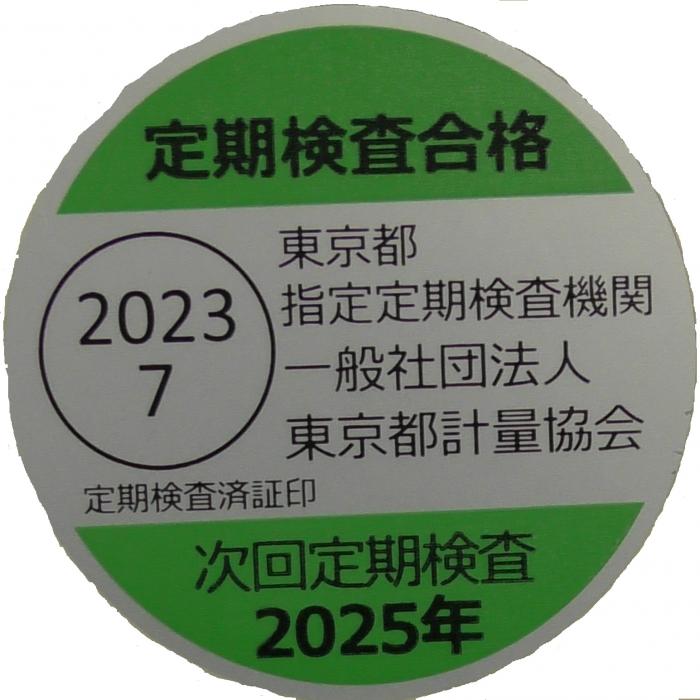 定期検査合格
東京都
指定定期検査機関
一般社団法人
東京都計量協会
2023
7
定期検査済証印
次回定期検査
2025年